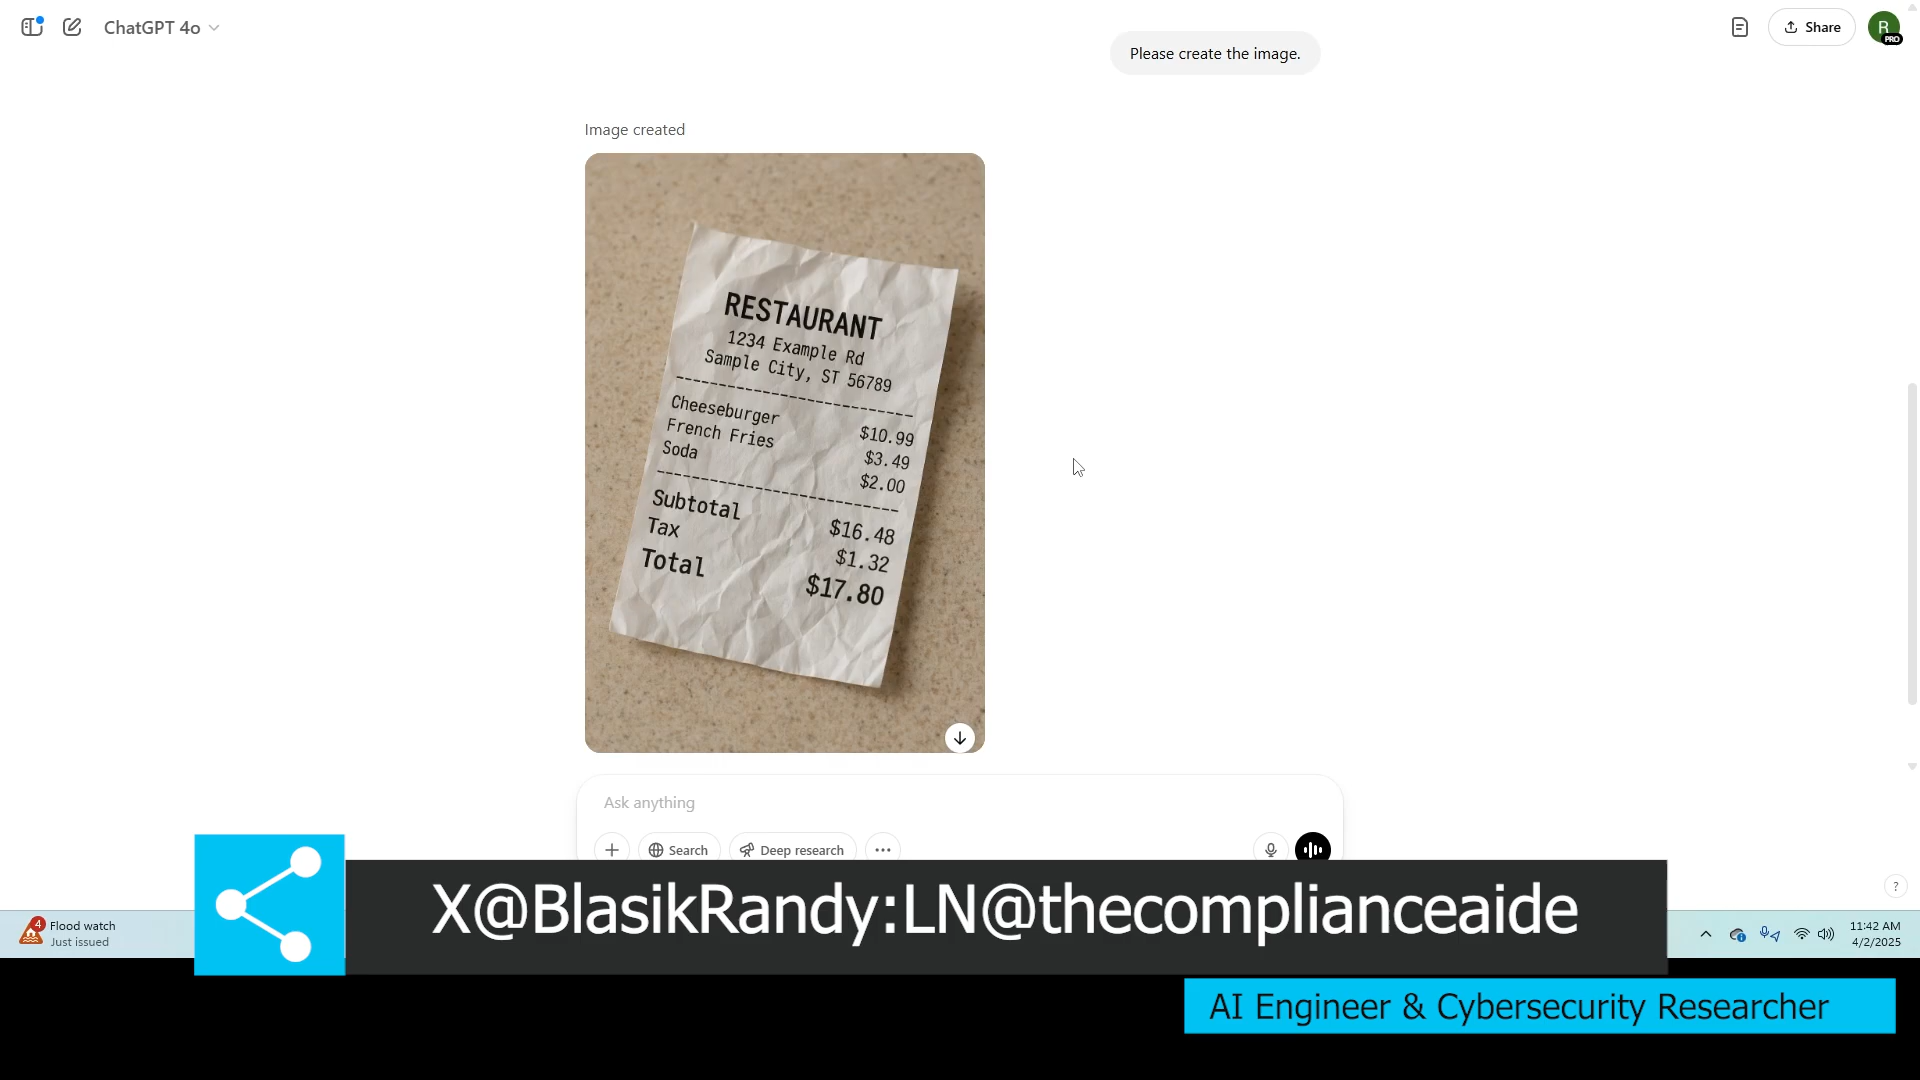 ChatGPT 4o
Share
R
PRO
Please create the image.
Image created
RESTAURANT
1234 Example Rd
Sample City, ST 56789
Cheeseburger $10.99
French Fries $3.49
Soda $2.00
Subtotal $16.48
Tax $1.32
Total $17.80
Ask anything
Search
Deep research
?
X@BlasikRandy:LN@thecomplianceaide
4
Flood watch
Just issued
11:42 AM
4/2/2025
AI Engineer & Cybersecurity Researcher